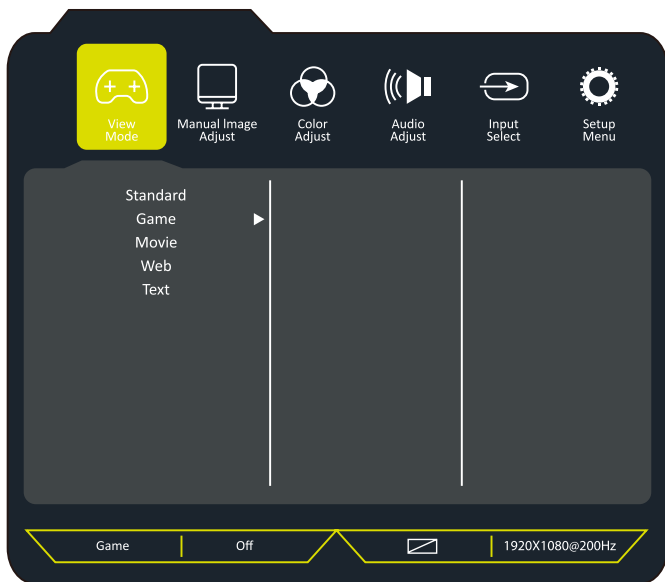 View
Mode
Manual Image
Adjust
Color
Adjust
Audio
Adjust
Input
Select
Setup
Menu
Standard
Game
Movie
Web
Text
Game
Off
1920X1080@200Hz